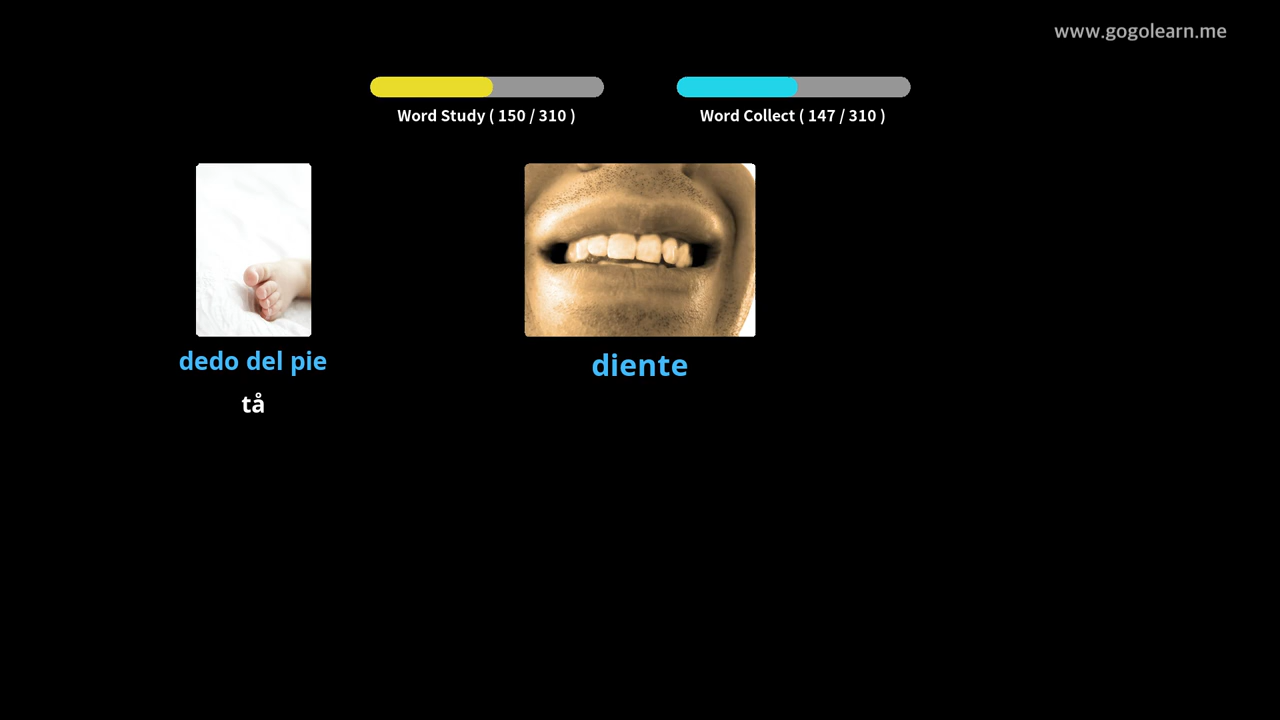 www.gogolearn.me
Word Study ( 150 / 310 )
Word Collect ( 147 / 310 )
dedo del pie
tå
diente